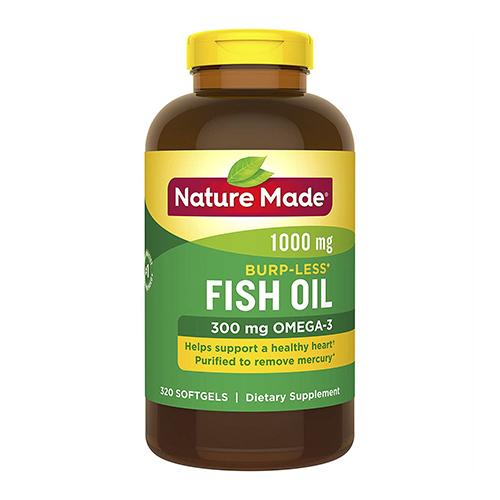 Nature Made®
1000 mg
BURP-LESS*
FISH OIL
300 mg OMEGA-3
Helps support a healthy heart†
Purified to remove mercury*
320 SOFTGELS | Dietary Supplement